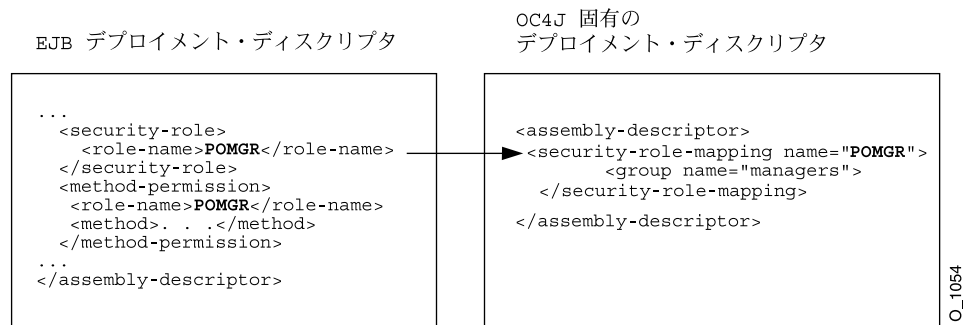 EJB デプロイメント・ディスクリプタ
...
<security-role>
<role-name>POMGR</role-name>
</security-role>
<method-permission>
<role-name>POMGR</role-name>
<method>. . .</method>
</method-permission>
...
</assembly-descriptor>
OC4J 固有の
デプロイメント・ディスクリプタ
<assembly-descriptor>
<security-role-mapping name="POMGR">
<group name="managers">
</security-role-mapping>
</assembly-descriptor>
O_1054